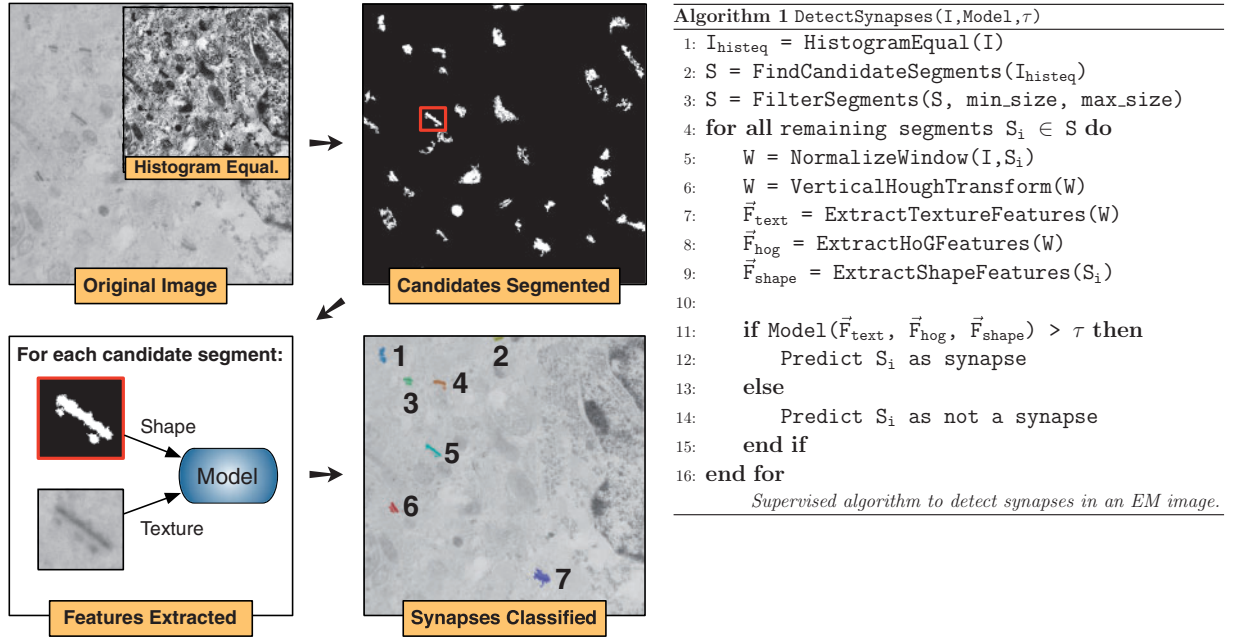 Histogram Equal.
Original Image
Candidates Segmented
For each candidate segment:
Shape
Model
Texture
Features Extracted
1
2
3
4
5
6
7
Synapses Classified
Algorithm 1 DetectSynapses(I,Model,τ)
1: I_histeq = HistogramEqual(I)
2: S = FindCandidateSegments(I_histeq)
3: S = FilterSegments(S, min_size, max_size)
4: for all remaining segments S_i ∈ S do
5: W = NormalizeWindow(I,S_i)
6: W = VerticalHoughTransform(W)
7: F⃗_text = ExtractTextureFeatures(W)
8: F⃗_hog = ExtractHoGFeatures(W)
9: F⃗_shape = ExtractShapeFeatures(S_i)
10:
11: if Model(F⃗_text, F⃗_hog, F⃗_shape) > τ then
12: Predict S_i as synapse
13: else
14: Predict S_i as not a synapse
15: end if
16: end for
Supervised algorithm to detect synapses in an EM image.